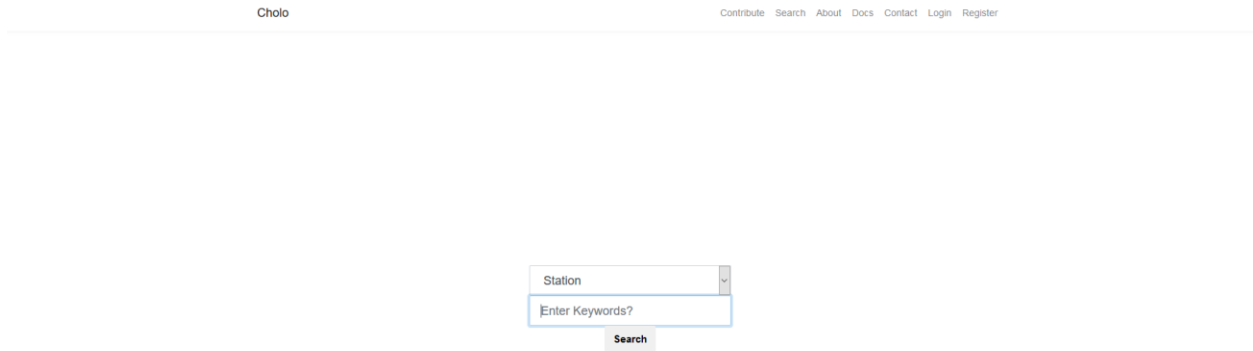 Cholo Contribute Search About Docs Contact Login Register
Station
Enter Keywords?
Search